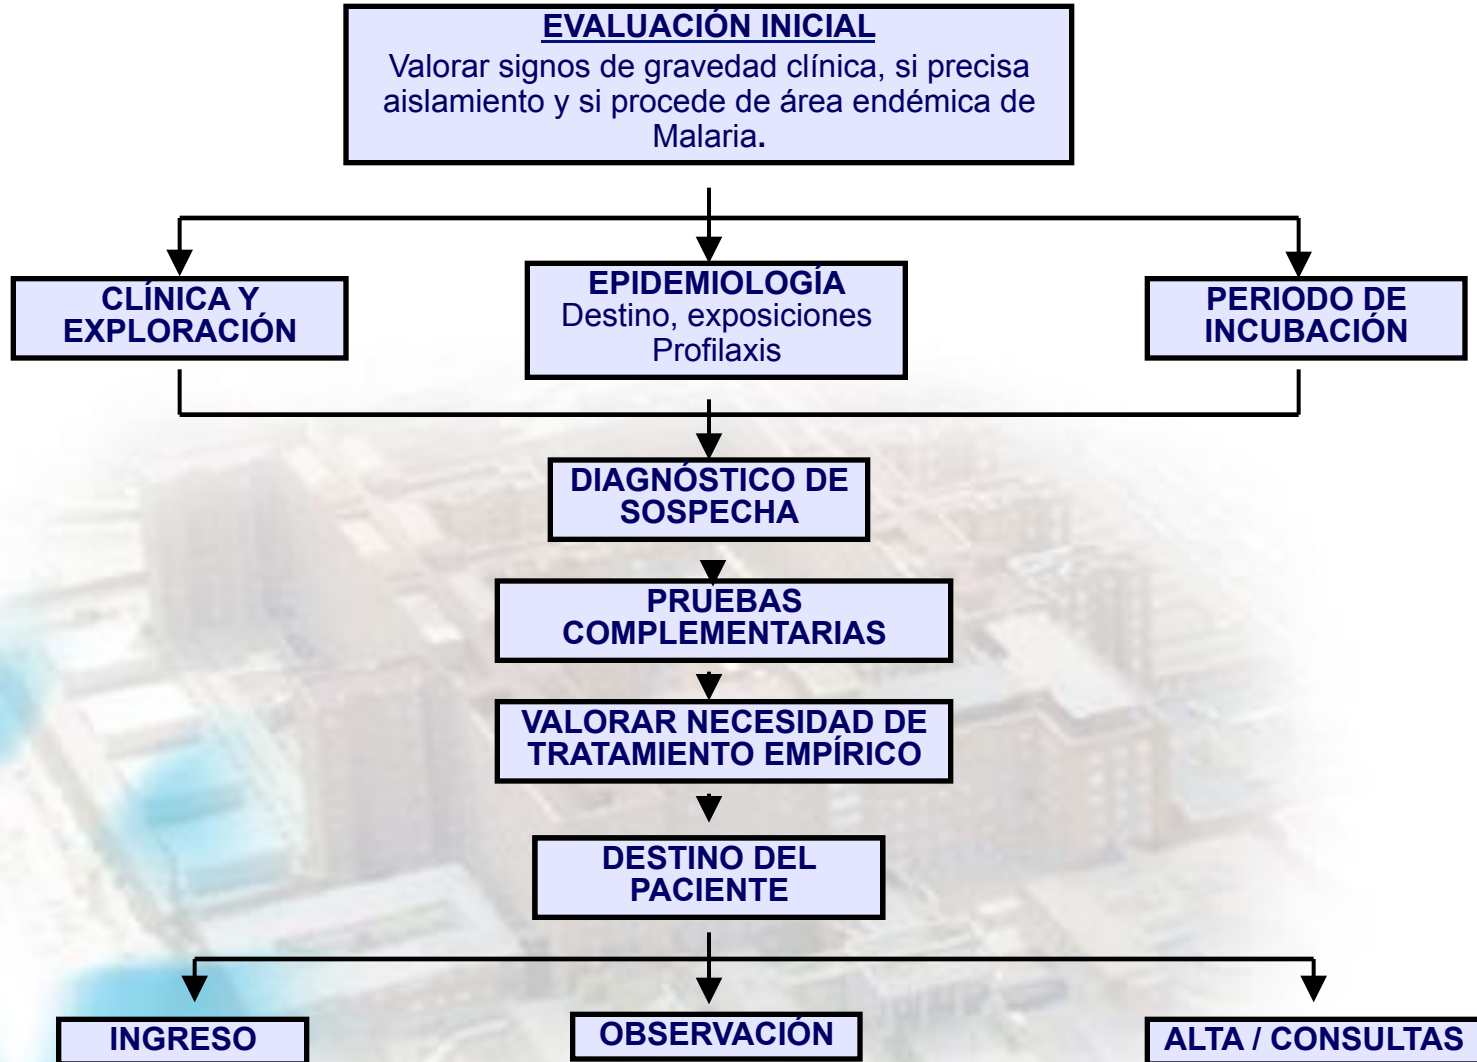 EVALUACIÓN INICIAL
Valorar signos de gravedad clínica, si precisa
aislamiento y si procede de área endémica de
Malaria.
CLÍNICA Y
EXPLORACIÓN
EPIDEMIOLOGÍA
Destino, exposiciones
Profilaxis
PERIODO DE
INCUBACIÓN
DIAGNÓSTICO DE
SOSPECHA
PRUEBAS
COMPLEMENTARIAS
VALORAR NECESIDAD DE
TRATAMIENTO EMPÍRICO
DESTINO DEL
PACIENTE
INGRESO
OBSERVACIÓN
ALTA / CONSULTAS